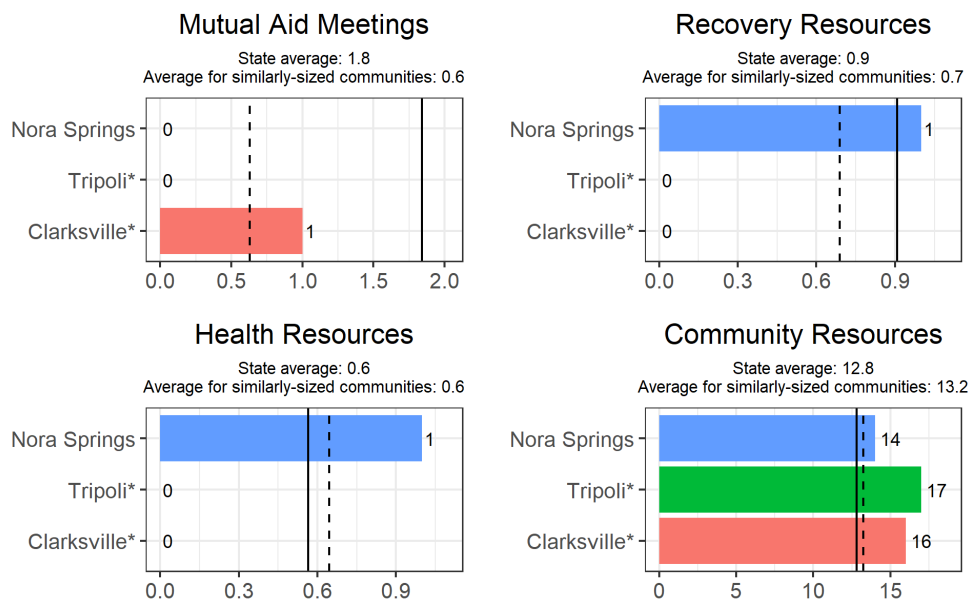 Mutual Aid Meetings
State average: 1.8
Average for similarly-sized communities: 0.6
Nora Springs
0
Tripoli*
0
Clarksville*
1
0.0 0.5 1.0 1.5 2.0
Recovery Resources
State average: 0.9
Average for similarly-sized communities: 0.7
Nora Springs
1
Tripoli*
0
Clarksville*
0
0.0 0.3 0.6 0.9
Health Resources
State average: 0.6
Average for similarly-sized communities: 0.6
Nora Springs
1
Tripoli*
0
Clarksville*
0
0.0 0.3 0.6 0.9
Community Resources
State average: 12.8
Average for similarly-sized communities: 13.2
Nora Springs
14
Tripoli*
17
Clarksville*
16
0 5 10 15